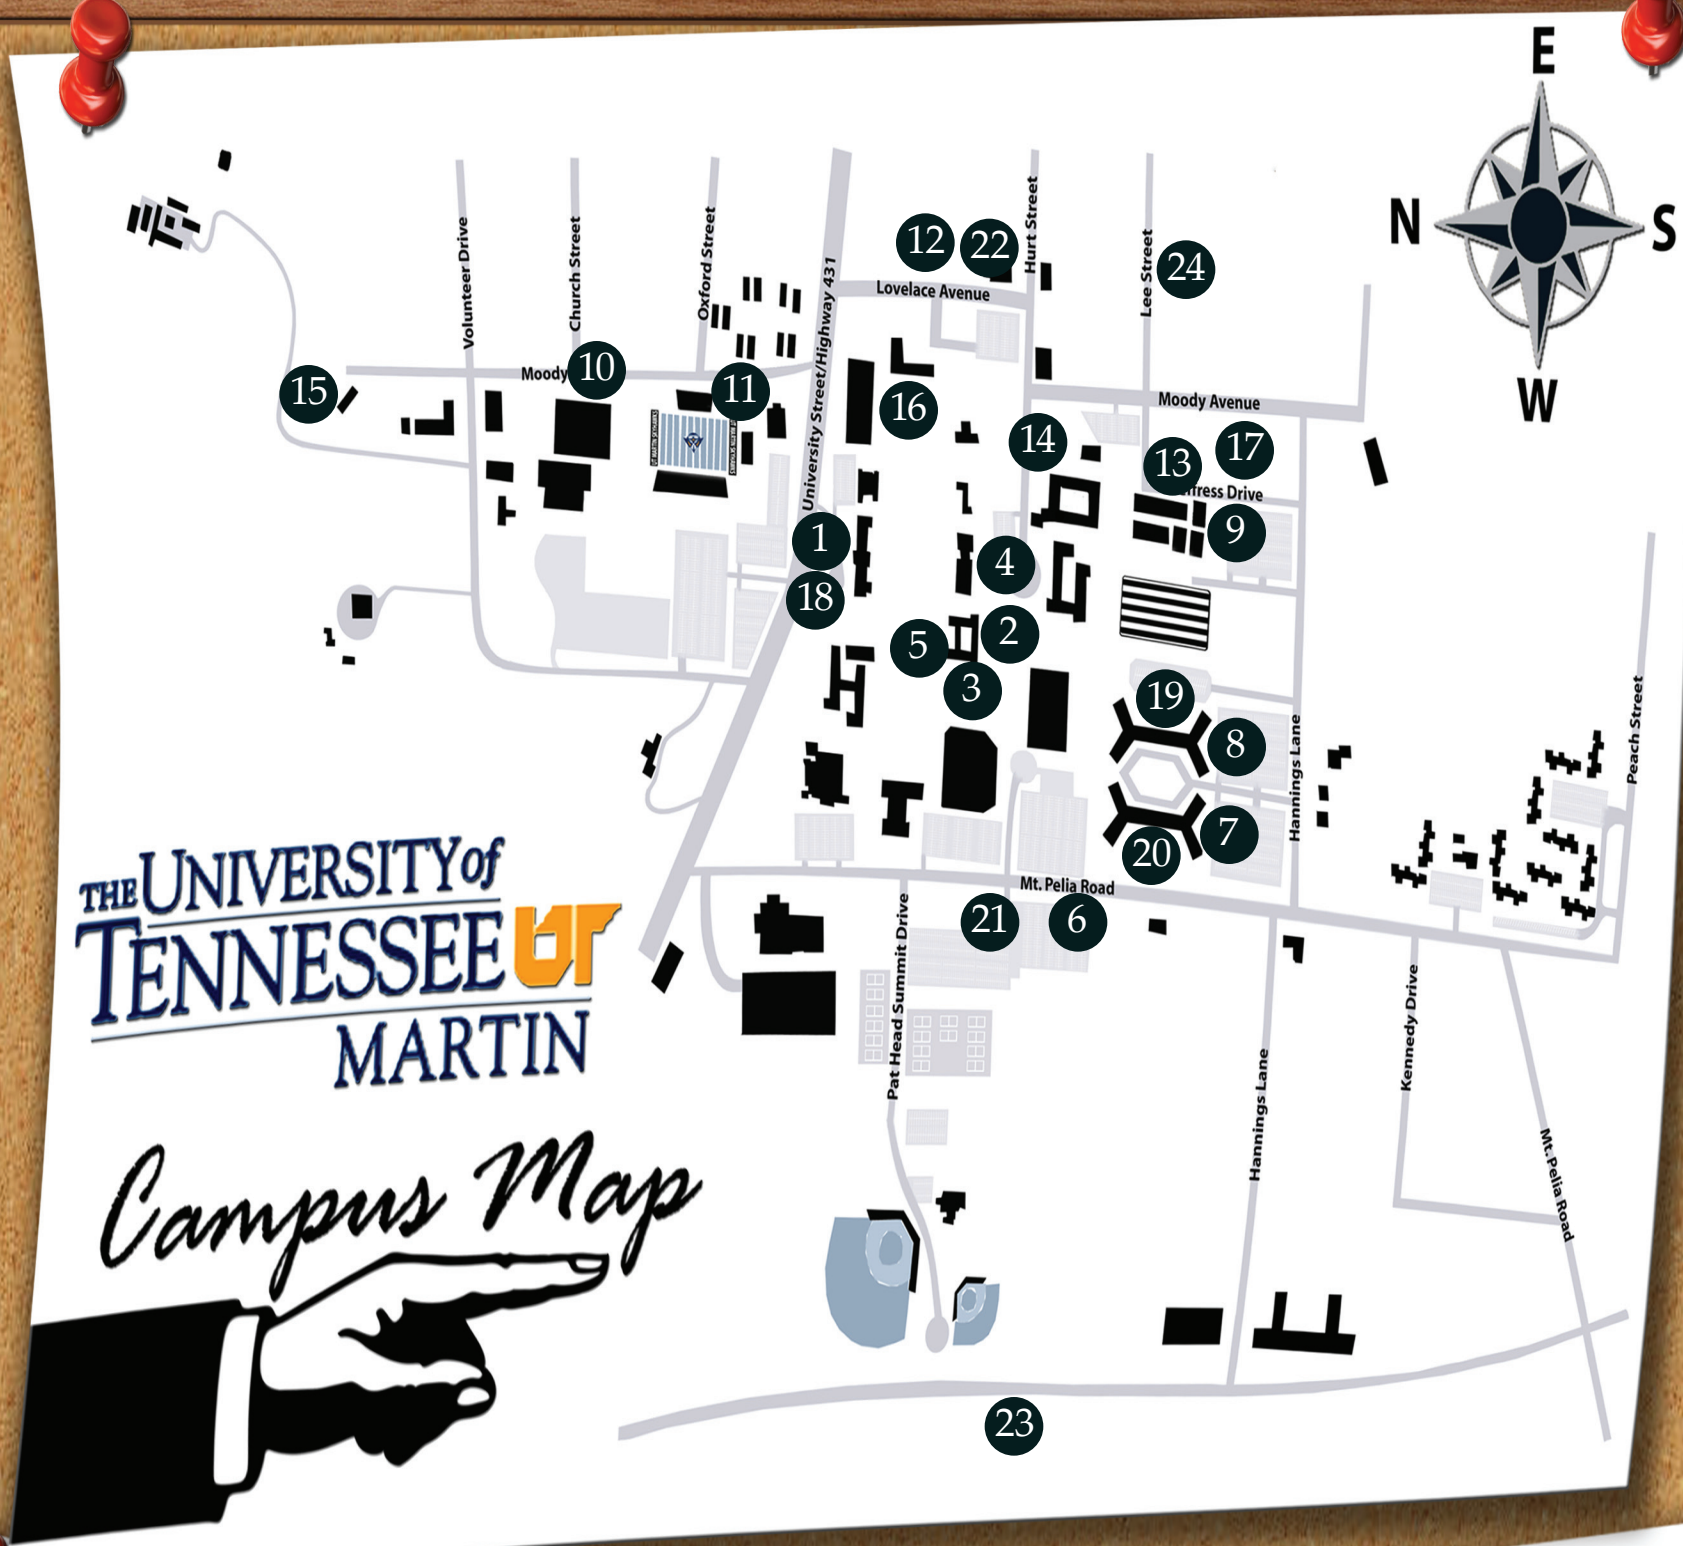 E
N
S
W
Volunteer Drive
Church Street
Oxford Street
University Street/Highway 431
Hurt Street
Lee Street
12
22
24
Lovelace Avenue
15
Moody
10
11
16
Moody Avenue
14
13
17
9
1
18
4
5
2
3
19
8
7
20
Hannings Lane
Peach Street
Mt. Pelia Road
21
6
Pat Head Summit Drive
Hannings Lane
Kennedy Drive
Mt. Pelia Road
23
THE UNIVERSITY of
TENNESSEE UT
MARTIN
Campus Map